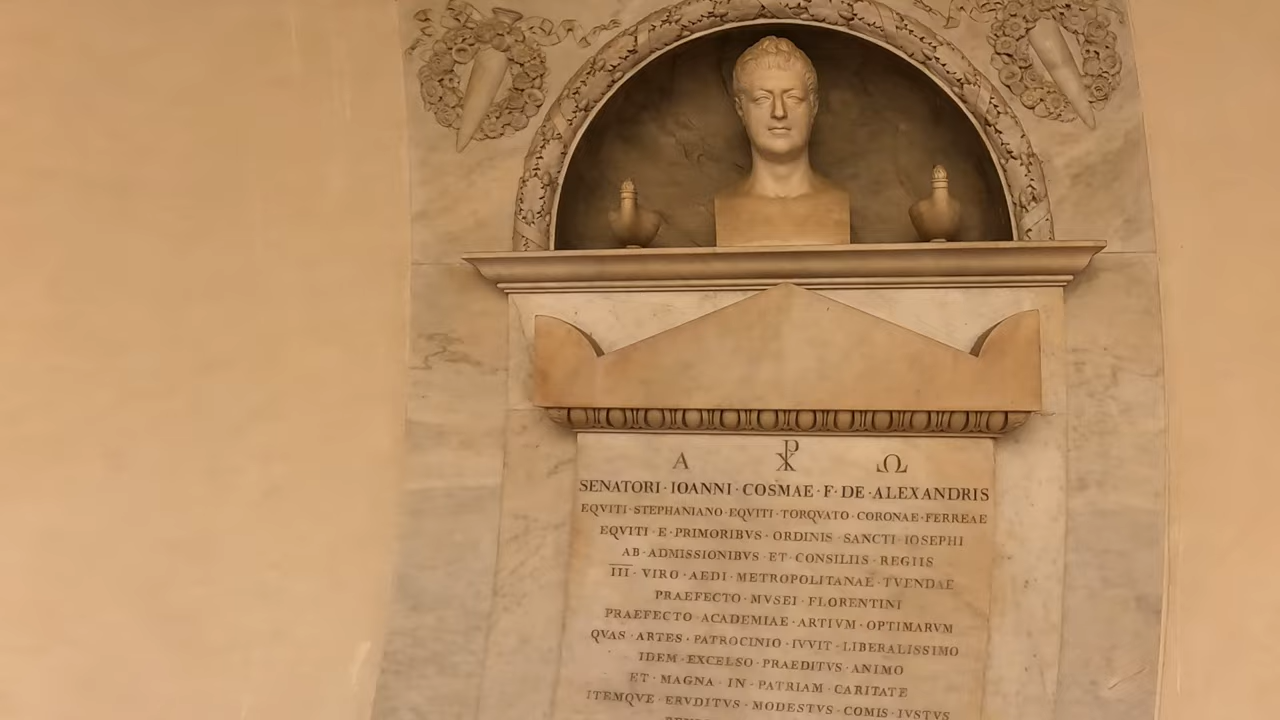 Α ☧ Ω
SENATORI · IOANNI · COSMAE · F · DE · ALEXANDRIS
EQVITI · STEPHANIANO · EQVITI · TORQVATO · CORONAE · FERREAE
EQVITI · E · PRIMORIBVS · ORDINIS · SANCTI · IOSEPHI
AB · ADMISSIONIBVS · ET · CONSILIIS · REGIIS
III · VIRO · AEDI · METROPOLITANAE · TVENDAE
PRAEFECTO · MVSEI · FLORENTINI
PRAEFECTO · ACADEMIAE · ARTIVM · OPTIMARVM
QVAS · ARTES · PATROCINIO · IVVIT · LIBERALISSIMO
IDEM · EXCELSO · PRAEDITVS · ANIMO
ET · MAGNA · IN · PATRIAM · CARITATE
ITEMQVE · ERVDITVS · MODESTVS · COMIS · IVSTVS